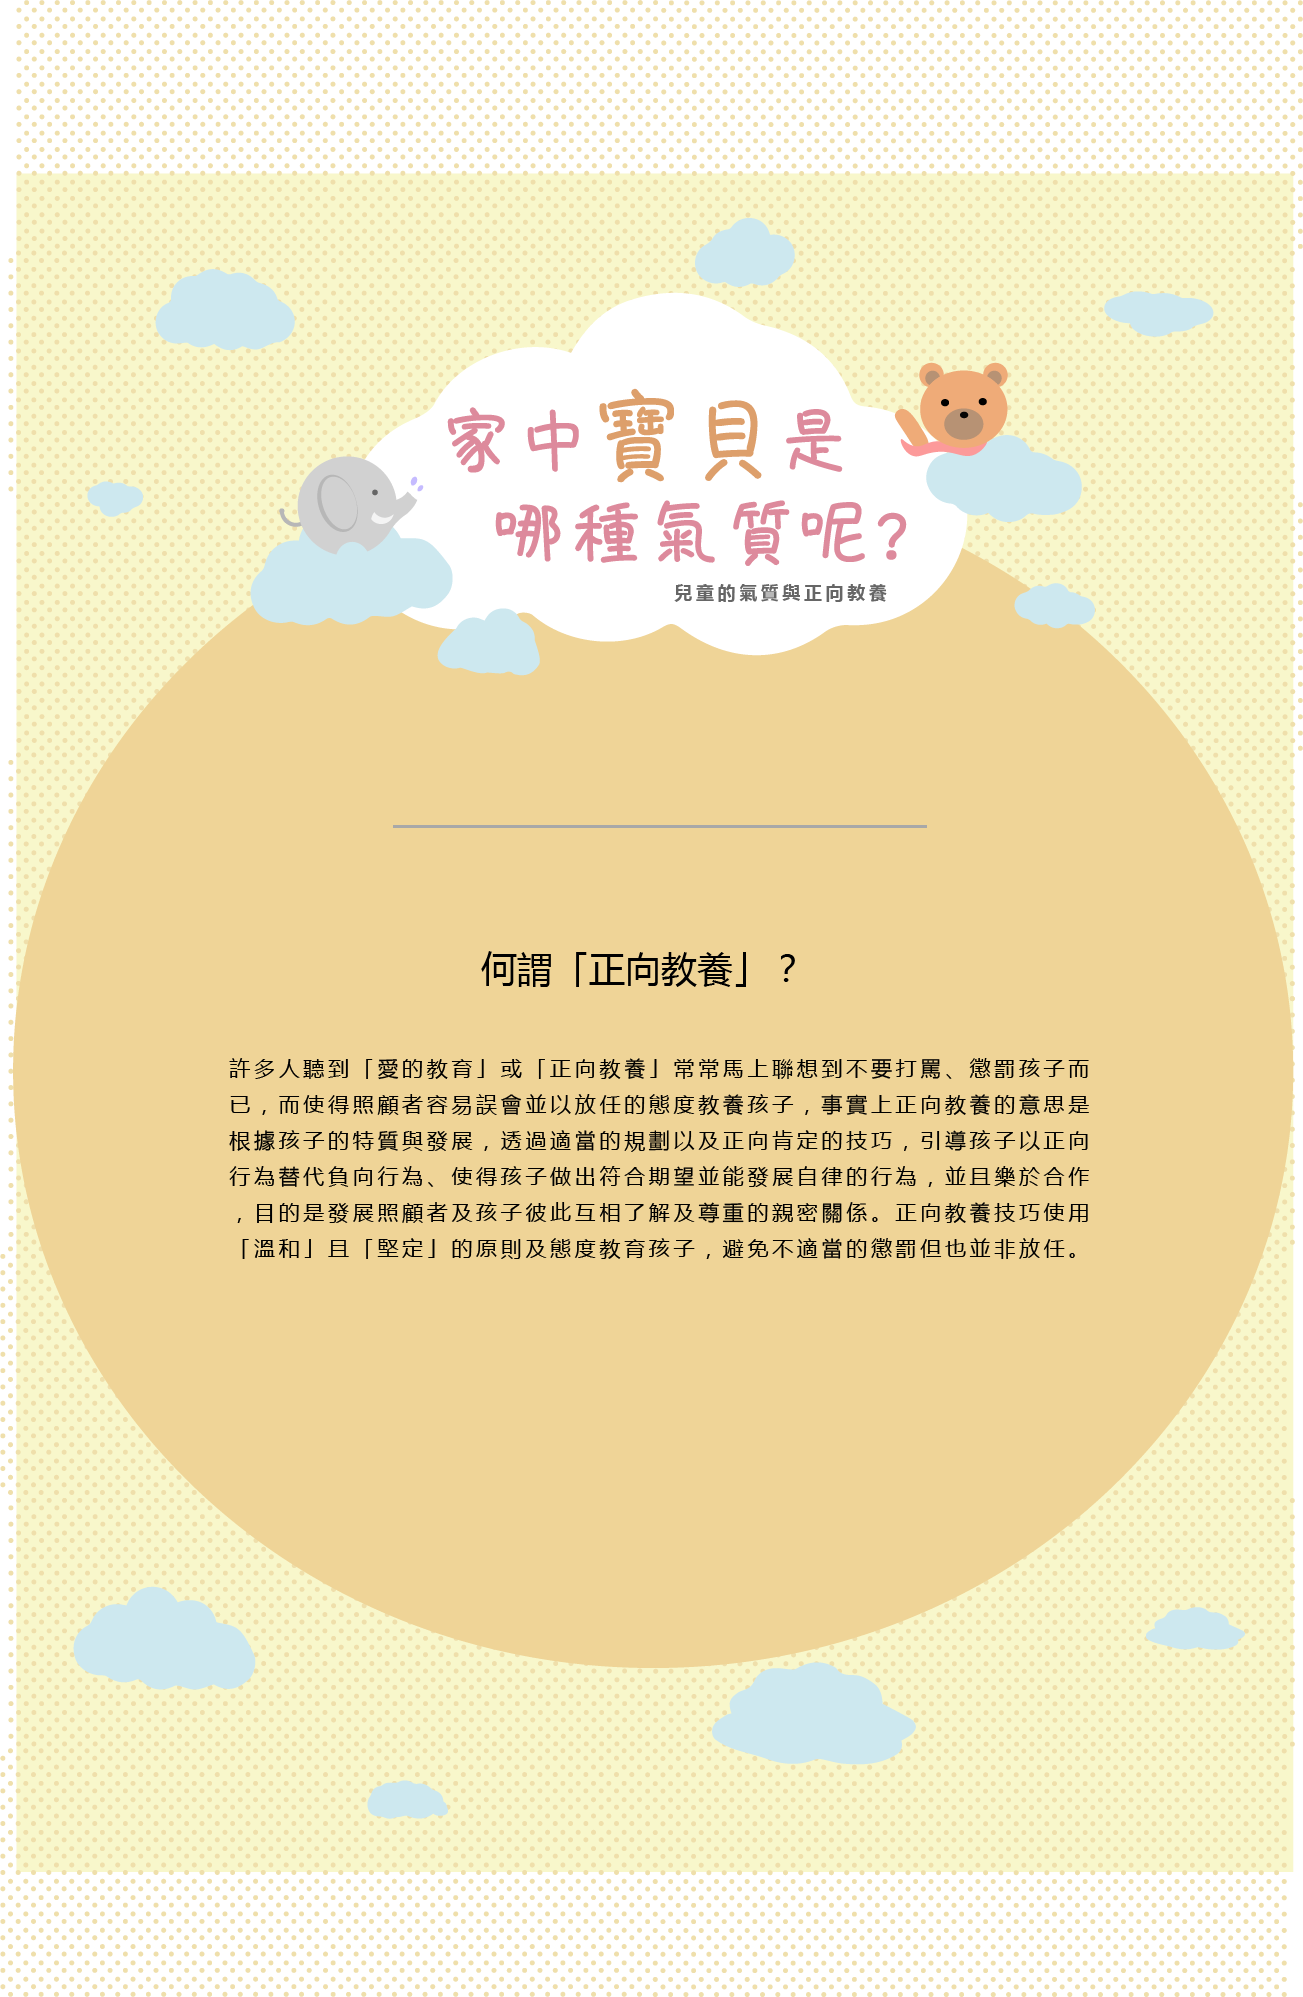 家中寶貝是
哪種氣質呢?
兒童的氣質與正向教養
何謂「正向教養」？
許多人聽到「愛的教育」或「正向教養」常常馬上聯想到不要打罵、懲罰孩子而
已，而使得照顧者容易誤會並以放任的態度教養孩子，事實上正向教養的意思是
根據孩子的特質與發展，透過適當的規劃以及正向肯定的技巧，引導孩子以正向
行為替代負向行為、使得孩子做出符合期望並能發展自律的行為，並且樂於合作
，目的是發展照顧者及孩子彼此互相了解及尊重的親密關係。正向教養技巧使用
「溫和」且「堅定」的原則及態度教育孩子，避免不適當的懲罰但也並非放任。